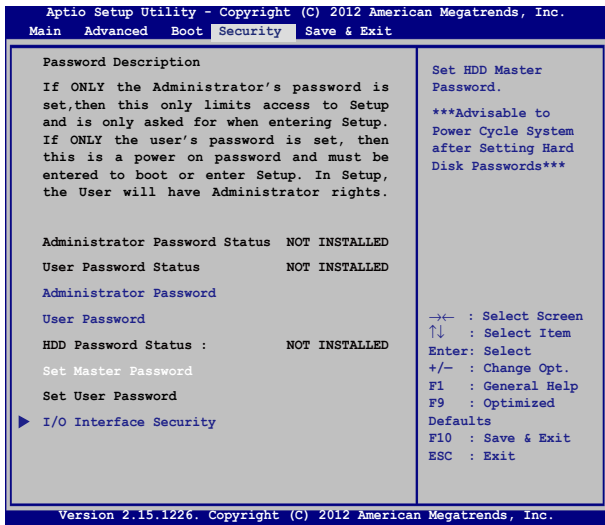 Aptio Setup Utility - Copyright (C) 2012 American Megatrends, Inc.
Main Advanced Boot Security Save & Exit
Password Description
If ONLY the Administrator's password is
set,then this only limits access to Setup
and is only asked for when entering Setup.
If ONLY the user's password is set, then
this is a power on password and must be
entered to boot or enter Setup. In Setup,
the User will have Administrator rights.
Administrator Password Status NOT INSTALLED
User Password Status NOT INSTALLED
Administrator Password
User Password
HDD Password Status : NOT INSTALLED
Set Master Password
Set User Password
I/O Interface Security
Set HDD Master
Password.
***Advisable to
Power Cycle System
after Setting Hard
Disk Passwords***
→← : Select Screen
↑↓ : Select Item
Enter: Select
+/— : Change Opt.
F1 : General Help
F9 : Optimized
Defaults
F10 : Save & Exit
ESC : Exit
Version 2.15.1226. Copyright (C) 2012 American Megatrends, Inc.